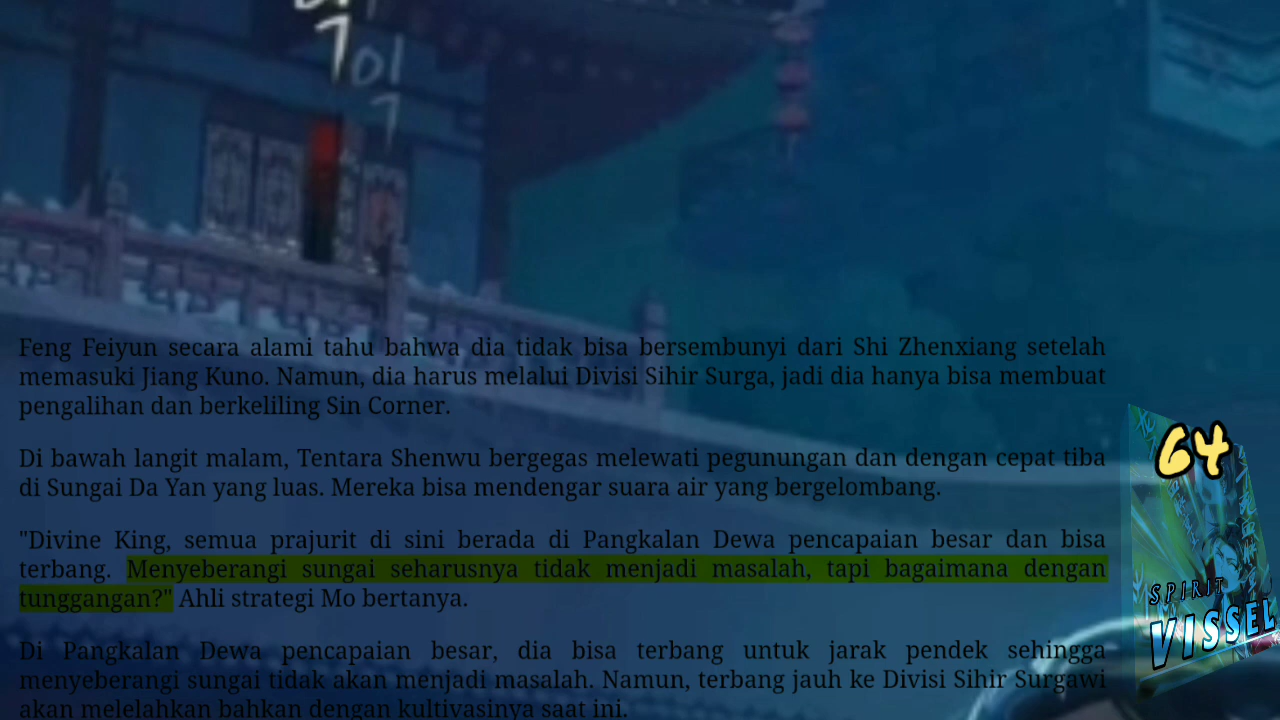 Feng Feiyun secara alami tahu bahwa dia tidak bisa bersembunyi dari Shi Zhenxiang setelah
memasuki Jiang Kuno. Namun, dia harus melalui Divisi Sihir Surga, jadi dia hanya bisa membuat
pengalihan dan berkeliling Sin Corner.
Di bawah langit malam, Tentara Shenwu bergegas melewati pegunungan dan dengan cepat tiba
di Sungai Da Yan yang luas. Mereka bisa mendengar suara air yang bergelombang.
"Divine King, semua prajurit di sini berada di Pangkalan Dewa pencapaian besar dan bisa
terbang. Menyeberangi sungai seharusnya tidak menjadi masalah, tapi bagaimana dengan
tunggangan?" Ahli strategi Mo bertanya.
Di Pangkalan Dewa pencapaian besar, dia bisa terbang untuk jarak pendek sehingga
menyeberangi sungai tidak akan menjadi masalah. Namun, terbang jauh ke Divisi Sihir Surgawi
akan melelahkan bahkan dengan kultivasinya saat ini.
64
SPIRIT
VISSEL